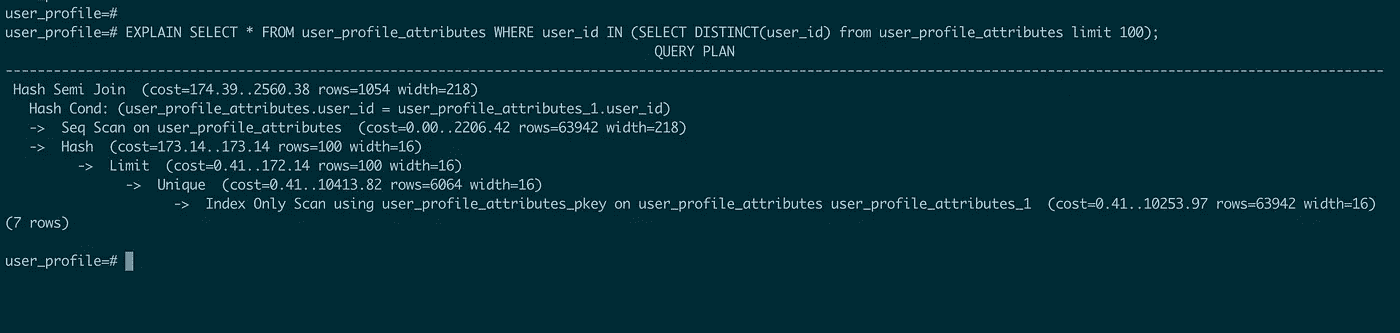 user_profile=#
user_profile=# EXPLAIN SELECT * FROM user_profile_attributes WHERE user_id IN (SELECT DISTINCT(user_id) from user_profile_attributes limit 100);
QUERY PLAN
-----------------------------------------------------------------------------------------------------------------------------------------------------------------------------
Hash Semi Join  (cost=174.39..2560.38 rows=1054 width=218)
  Hash Cond: (user_profile_attributes.user_id = user_profile_attributes_1.user_id)
  ->  Seq Scan on user_profile_attributes  (cost=0.00..2206.42 rows=63942 width=218)
  ->  Hash  (cost=173.14..173.14 rows=100 width=16)
        ->  Limit  (cost=0.41..172.14 rows=100 width=16)
              ->  Unique  (cost=0.41..10413.82 rows=6064 width=16)
                    ->  Index Only Scan using user_profile_attributes_pkey on user_profile_attributes user_profile_attributes_1  (cost=0.41..10253.97 rows=63942 width=16)
(7 rows)
user_profile=#